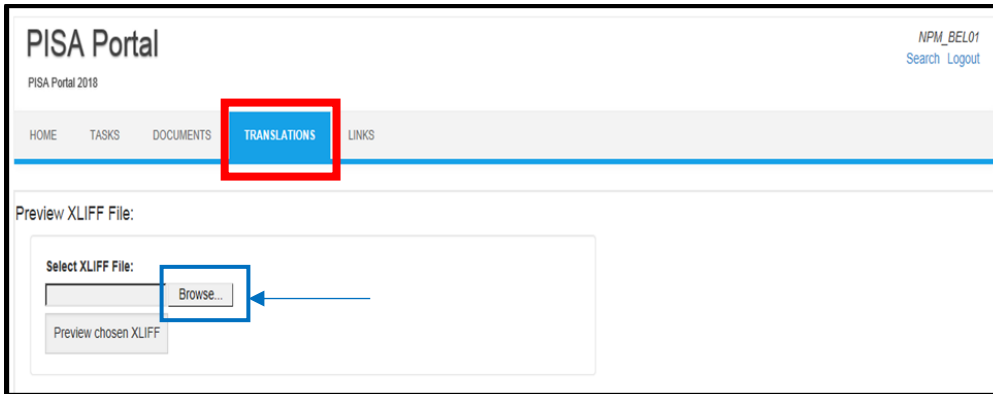 PISA Portal
NPM_BEL01
Search Logout
PISA Portal 2018
HOME TASKS DOCUMENTS TRANSLATIONS LINKS
Preview XLIFF File:
Select XLIFF File:
Browse...
Preview chosen XLIFF